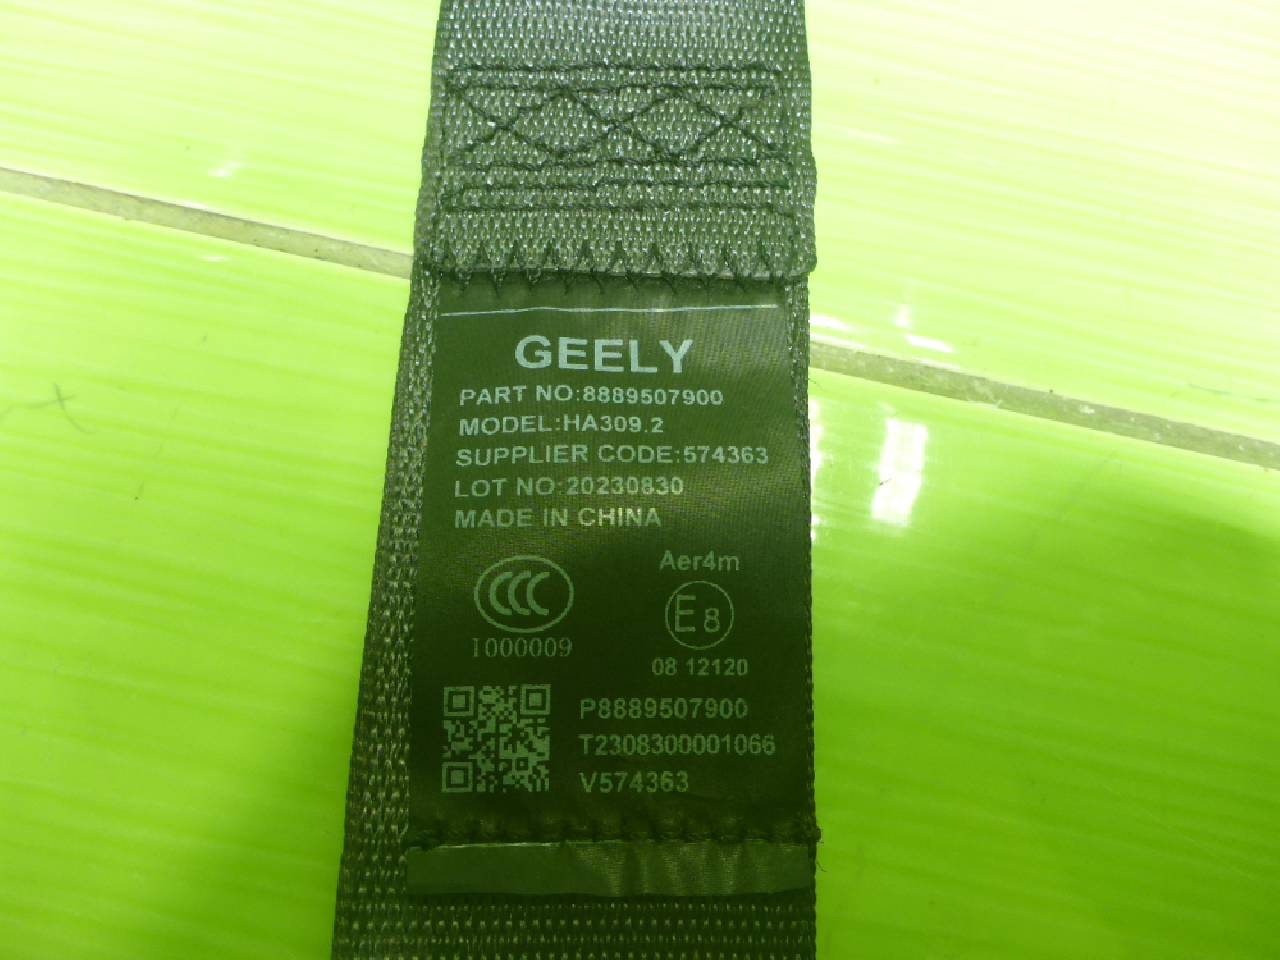 GEELY
PART NO:8889507900
MODEL:HA309.2
SUPPLIER CODE:574363
LOT NO:20230830
MADE IN CHINA
CCC
1000009
Aer4m
E8
08 12120
P8889507900
T2308300001066
V574363